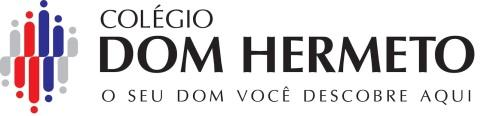 COLÉGIO
DOM HERMETO
O SEU DOM VOCÊ DESCOBRE AQUI